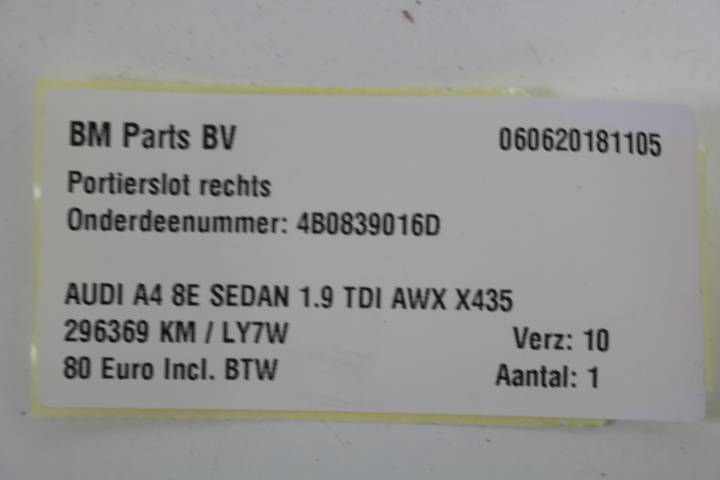 BM Parts BV 060620181105
Portierslot rechts
Onderdeenummer: 4B0839016D
AUDI A4 8E SEDAN 1.9 TDI AWX X435
296369 KM / LY7W Verz: 10
80 Euro Incl. BTW Aantal: 1